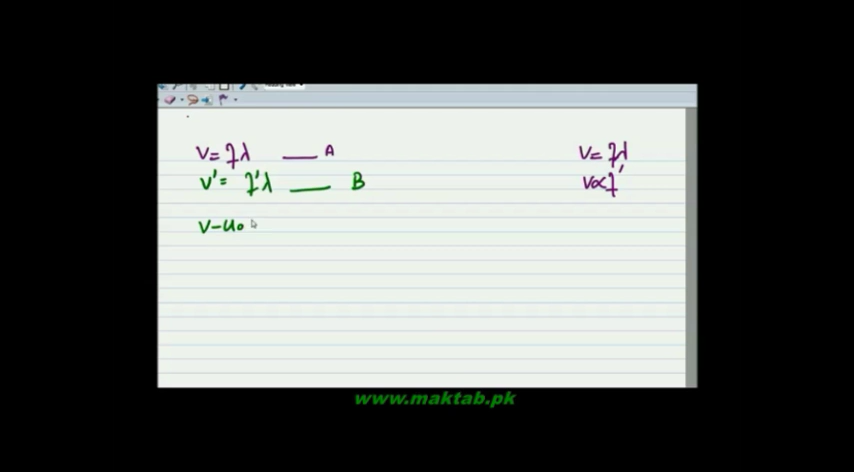 v = fλ —— A
v = fλ
v' = f'λ —— B
v ∝ f'
v - u₀
www.maktab.pk